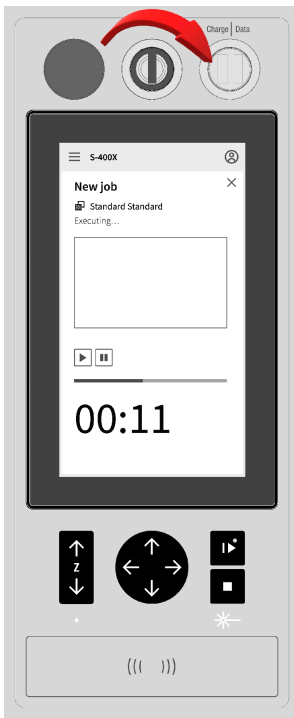 Charge | Data
S-400X
New job
Standard Standard
Executing...
00:11
Z